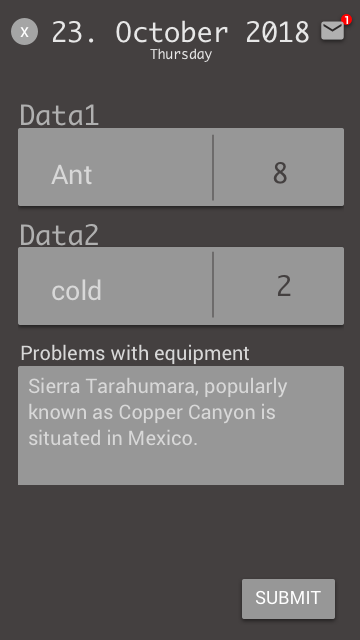 x 23. October 2018 1
Thursday
Data1
Ant 8
Data2
cold 2
Problems with equipment
Sierra Tarahumara, popularly
known as Copper Canyon is
situated in Mexico.
SUBMIT